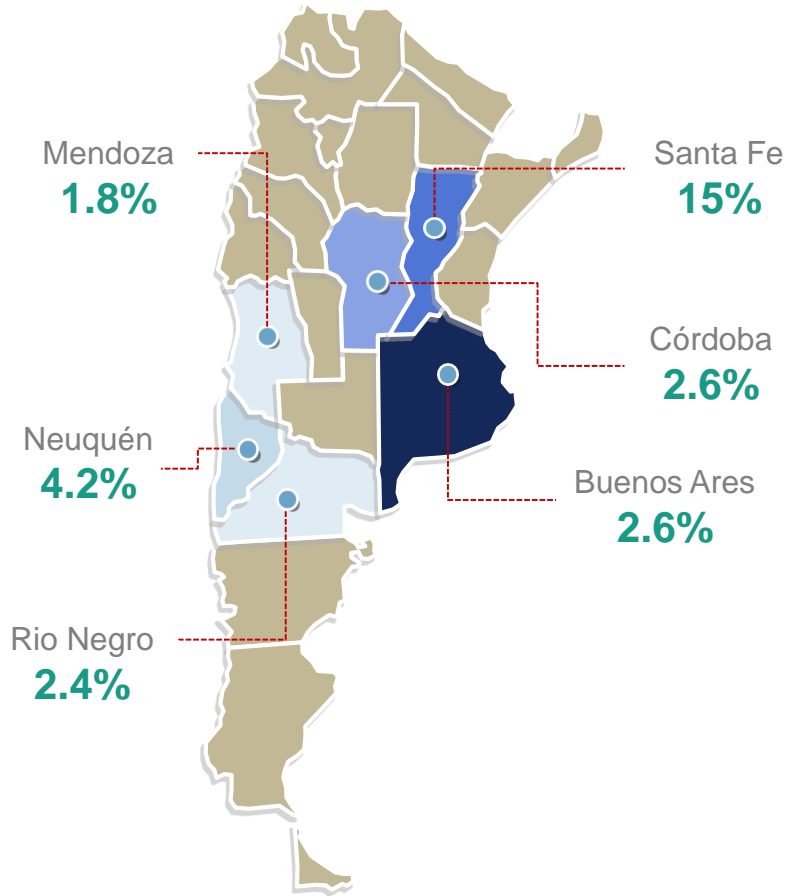 Mendoza
1.8%
Santa Fe
15%
Córdoba
2.6%
Neuquén
4.2%
Buenos Ares
2.6%
Rio Negro
2.4%